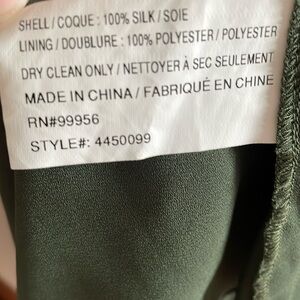 SHELL / COQUE : 100% SILK / SOIE
LINING / DOUBLURE : 100% POLYESTER / POLYESTER
DRY CLEAN ONLY / NETTOYER À SEC SEULEMENT
MADE IN CHINA / FABRIQUÉ EN CHINE
RN#99956
STYLE#: 4450099